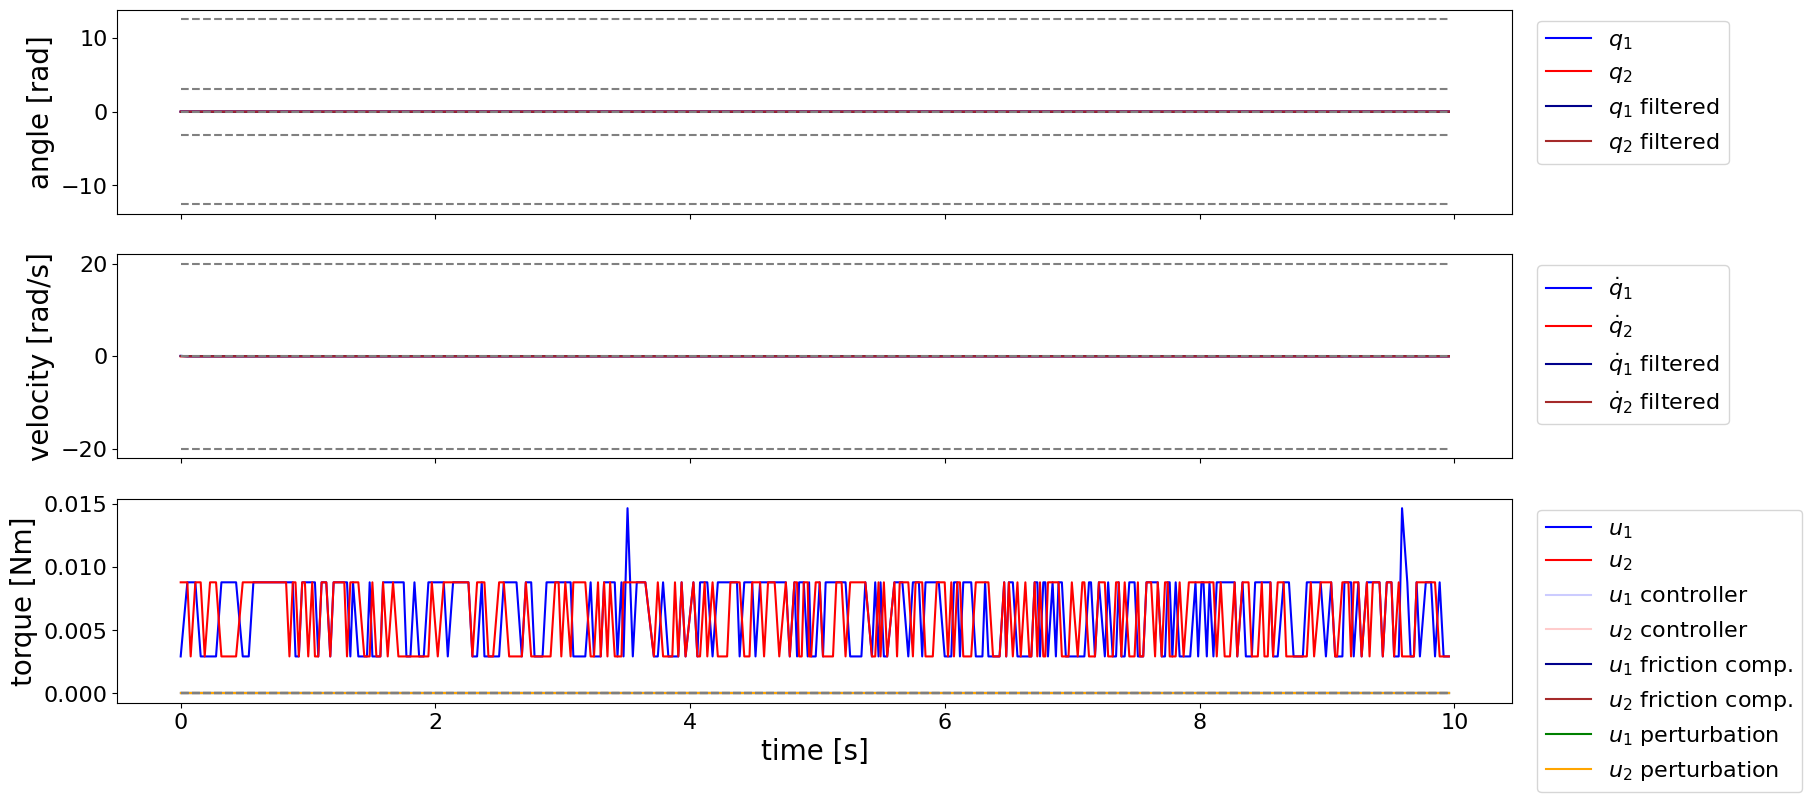 angle [rad]
10
0
−10
q1
q2
q1 filtered
q2 filtered
velocity [rad/s]
20
0
−20
q̇1
q̇2
q̇1 filtered
q̇2 filtered
torque [Nm]
0.015
0.010
0.005
0.000
0 2 4 6 8 10
time [s]
u1
u2
u1 controller
u2 controller
u1 friction comp.
u2 friction comp.
u1 perturbation
u2 perturbation